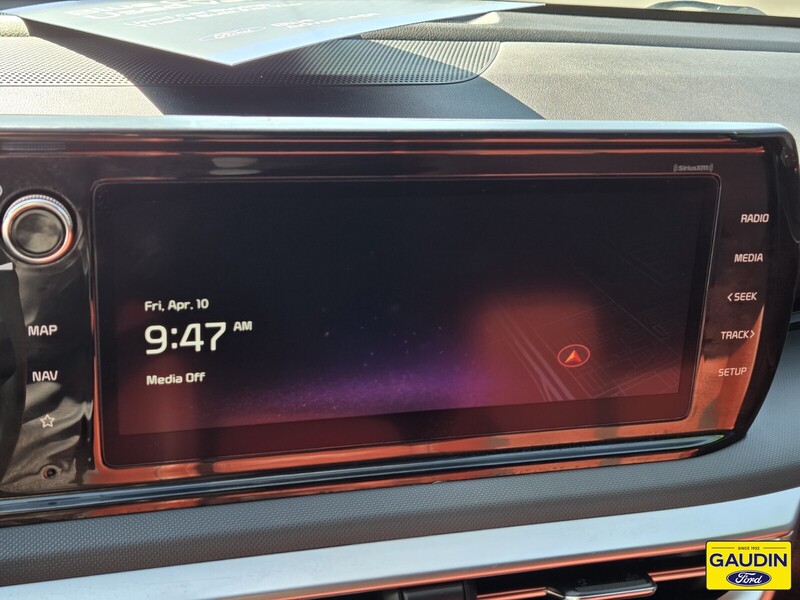 SiriusXM
RADIO
MEDIA
< SEEK
TRACK >
SETUP
MAP
NAV
Fri, Apr. 10
9:47 AM
Media Off
SINCE 1922
GAUDIN
Ford